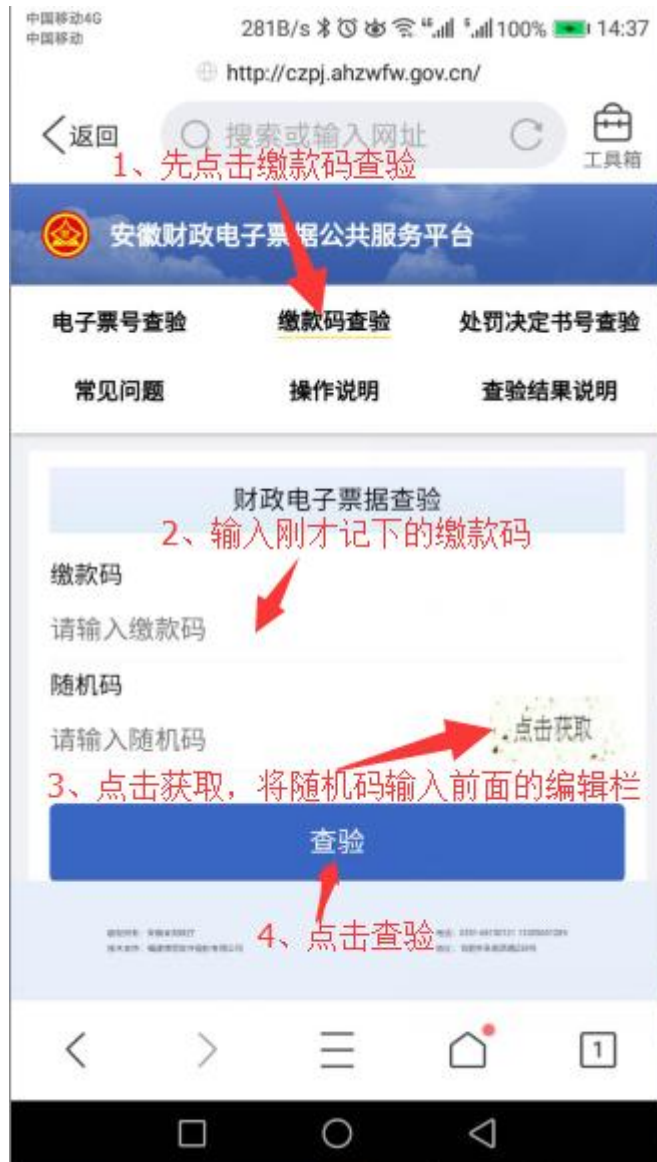 中国移动4G
中国移动
281B/s 46 5 100% 14:37
http://czpj.ahzwfw.gov.cn/
返回 搜索或输入网址 工具箱
1、先点击缴款码查验
安徽财政电子票据公共服务平台
电子票号查验 缴款码查验 处罚决定书号查验
常见问题 操作说明 查验结果说明
财政电子票据查验
2、输入刚才记下的缴款码
缴款码
请输入缴款码
随机码
请输入随机码 点击获取
3、点击获取，将随机码输入前面的编辑栏
查验
4、点击查验
1